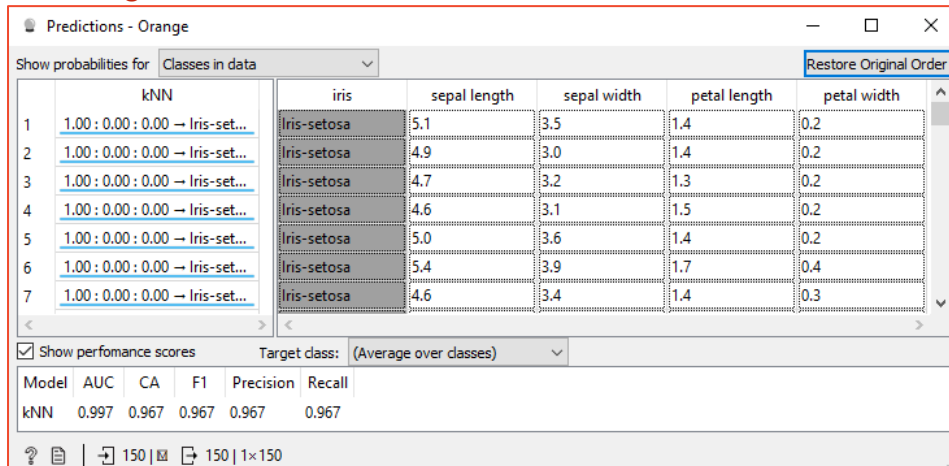 Predictions - Orange
Show probabilities for Classes in data Restore Original Order
kNN iris sepal length sepal width petal length petal width
1 1.00 : 0.00 : 0.00 → Iris-set... Iris-setosa 5.1 3.5 1.4 0.2
2 1.00 : 0.00 : 0.00 → Iris-set... Iris-setosa 4.9 3.0 1.4 0.2
3 1.00 : 0.00 : 0.00 → Iris-set... Iris-setosa 4.7 3.2 1.3 0.2
4 1.00 : 0.00 : 0.00 → Iris-set... Iris-setosa 4.6 3.1 1.5 0.2
5 1.00 : 0.00 : 0.00 → Iris-set... Iris-setosa 5.0 3.6 1.4 0.2
6 1.00 : 0.00 : 0.00 → Iris-set... Iris-setosa 5.4 3.9 1.7 0.4
7 1.00 : 0.00 : 0.00 → Iris-set... Iris-setosa 4.6 3.4 1.4 0.3
Show perfomance scores Target class: (Average over classes)
Model AUC CA F1 Precision Recall
kNN 0.997 0.967 0.967 0.967 0.967
? 150 | 150 | 1×150